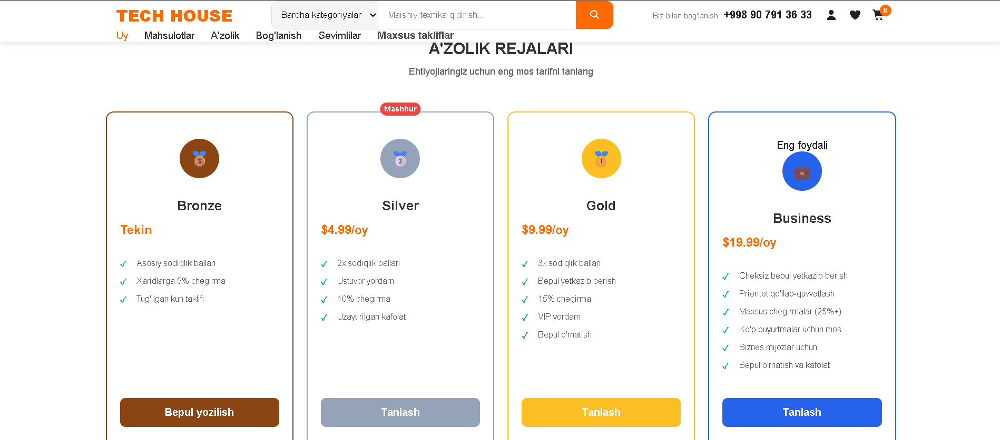 TECH HOUSE
Barcha kategoriyalar
Maishiy texnika qidirish...
Biz bilan bog'lanish: +998 90 791 36 33
8
Uy Mahsulotlar A'zolik Bog'lanish Sevimlilar Maxsus takliflar
A'ZOLIK REJALARI
Ehtiyojlaringiz uchun eng mos tarifni tanlang
3
Bronze
Tekin
✓ Asosiy sodiqlik ballari
✓ Xaridlarga 5% chegirma
✓ Tug'ilgan kun taklifi
Bepul yozilish
Mashhur
2
Silver
$4.99/oy
✓ 2x sodiqlik ballari
✓ Ustuvor yordam
✓ 10% chegirma
✓ Uzaytirilgan kafolat
Tanlash
1
Gold
$9.99/oy
✓ 3x sodiqlik ballari
✓ Bepul yetkazib berish
✓ 15% chegirma
✓ VIP yordam
✓ Bepul o'rnatish
Tanlash
Eng foydali
Business
$19.99/oy
✓ Cheksiz bepul yetkazib berish
✓ Prioritet qo'llab-quvvatlash
✓ Maxsus chegirmalar (25%+)
✓ Ko'p buyurtmalar uchun mos
✓ Biznes mijozlar uchun
✓ Bepul o'rnatish va kafolat
Tanlash